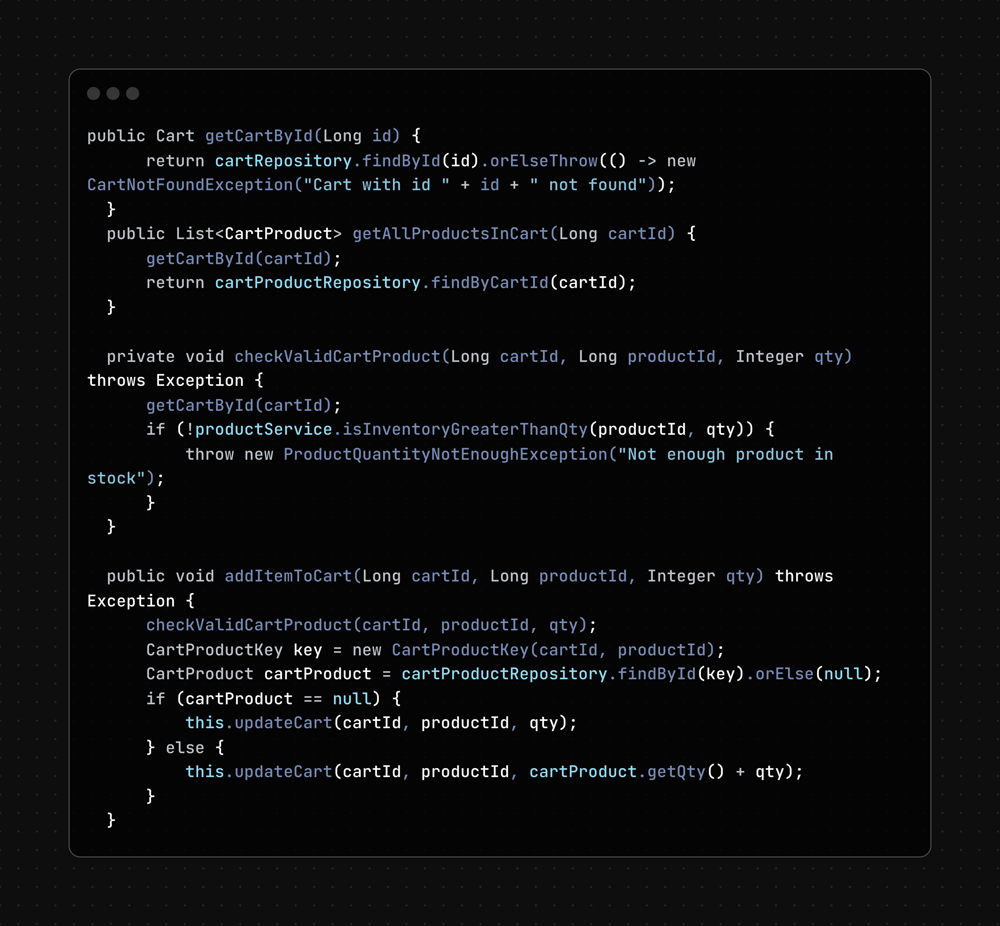 public Cart getCartById(Long id) {
      return cartRepository.findById(id).orElseThrow(() -> new
CartNotFoundException("Cart with id " + id + " not found"));
  }
  public List<CartProduct> getAllProductsInCart(Long cartId) {
      getCartById(cartId);
      return cartProductRepository.findByCartId(cartId);
  }

  private void checkValidCartProduct(Long cartId, Long productId, Integer qty)
throws Exception {
      getCartById(cartId);
      if (!productService.isInventoryGreaterThanQty(productId, qty)) {
          throw new ProductQuantityNotEnoughException("Not enough product in
stock");
      }
  }

  public void addItemToCart(Long cartId, Long productId, Integer qty) throws
Exception {
      checkValidCartProduct(cartId, productId, qty);
      CartProductKey key = new CartProductKey(cartId, productId);
      CartProduct cartProduct = cartProductRepository.findById(key).orElse(null);
      if (cartProduct == null) {
          this.updateCart(cartId, productId, qty);
      } else {
          this.updateCart(cartId, productId, cartProduct.getQty() + qty);
      }
  }